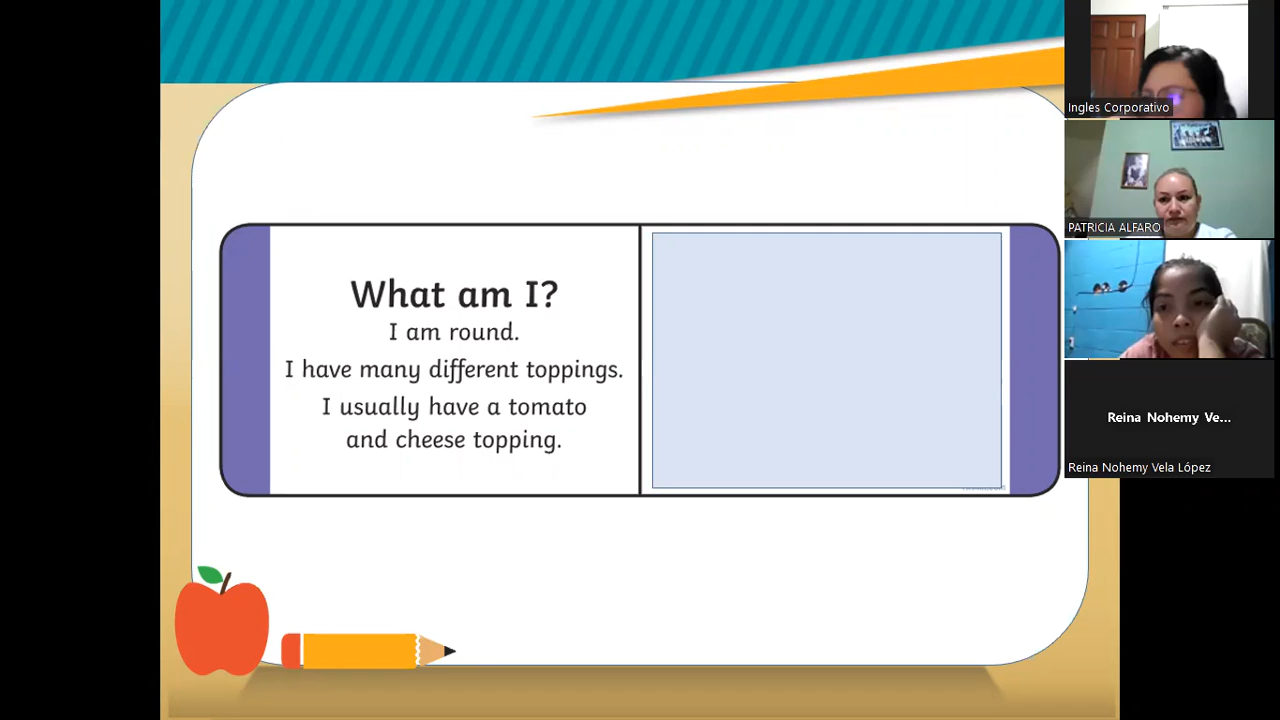 What am I?
I am round.
I have many different toppings.
I usually have a tomato
and cheese topping.
Ingles Corporativo
PATRICIA ALFARO
Reina Nohemy Ve...
Reina Nohemy Vela López